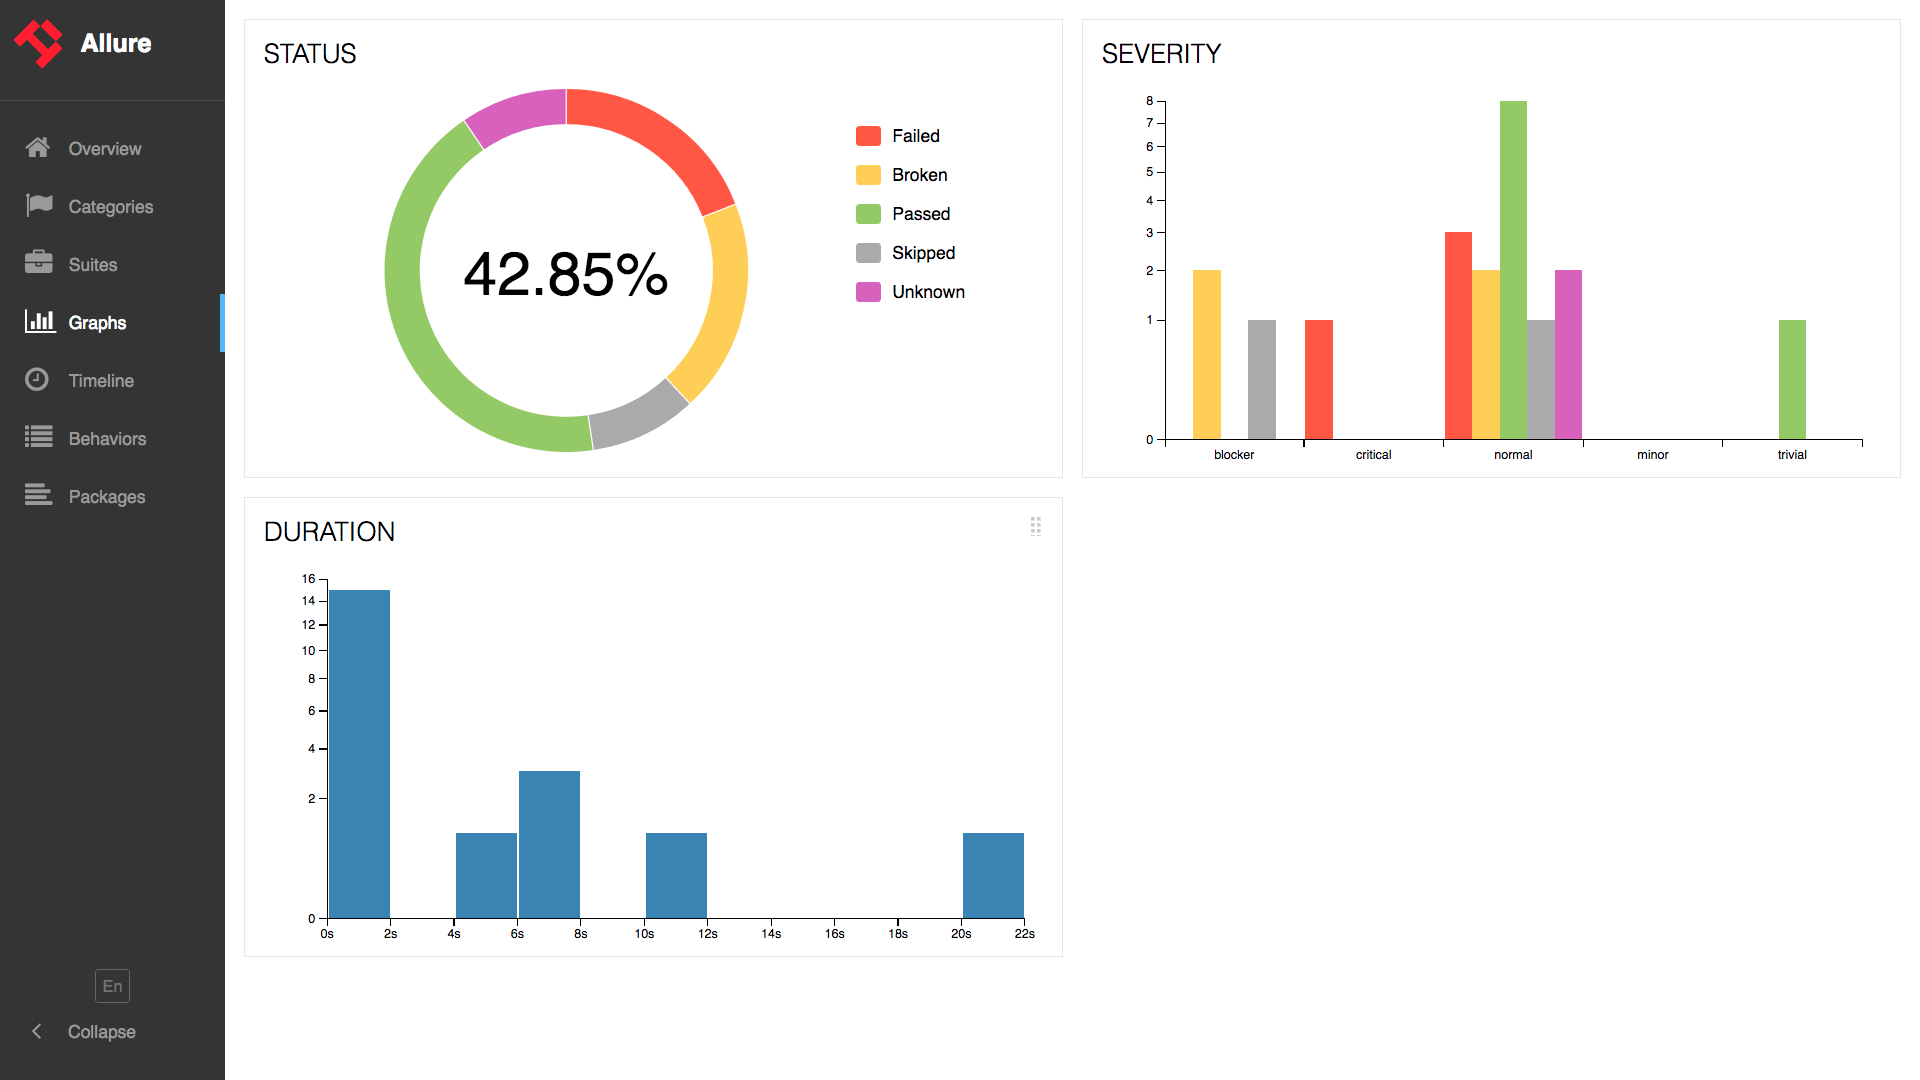 Allure
Overview
Categories
Suites
Graphs
Timeline
Behaviors
Packages
En
Collapse
STATUS
42.85%
Failed
Broken
Passed
Skipped
Unknown
SEVERITY
8
7
6
5
4
3
2
1
0
blocker critical normal minor trivial
DURATION
16
14
12
10
8
6
4
2
0
0s 2s 4s 6s 8s 10s 12s 14s 16s 18s 20s 22s